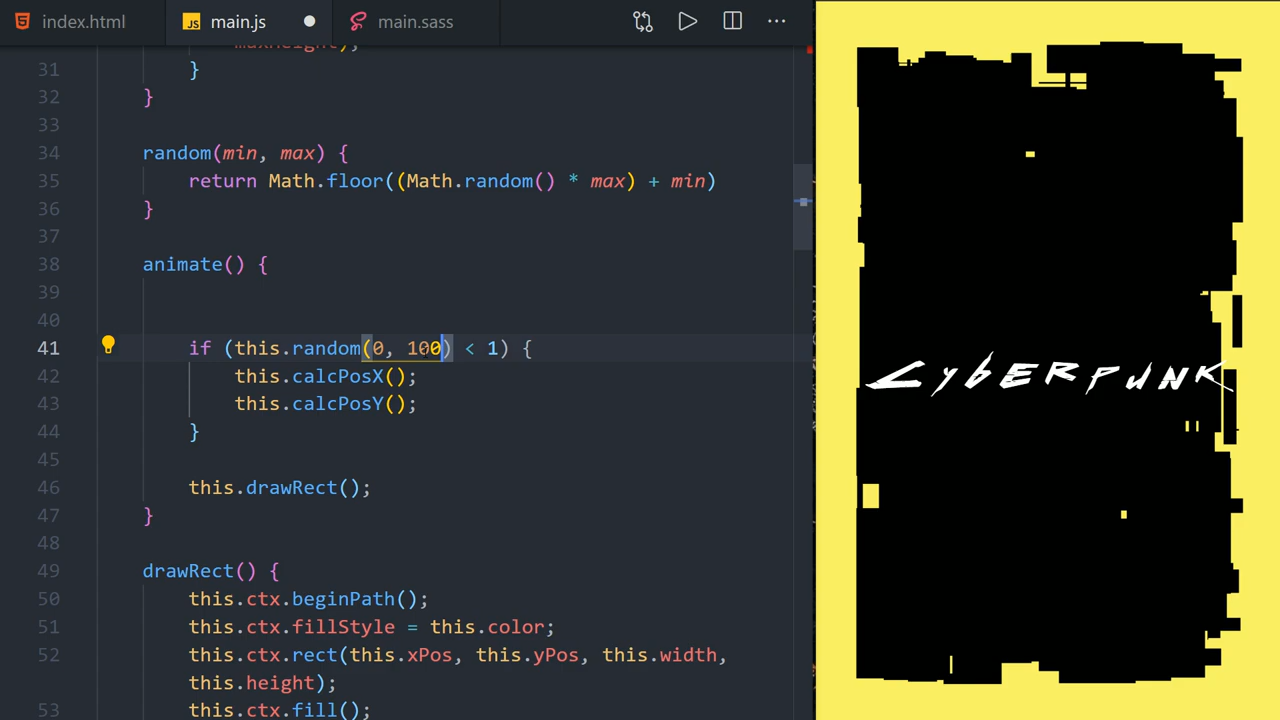 index.html
main.js
main.sass
maxHeight);
31 }
32 }
33
34 random(min, max) {
35 return Math.floor((Math.random() * max) + min)
36 }
37
38 animate() {
39
40
41 if (this.random(0, 100) < 1) {
42 this.calcPosX();
43 this.calcPosY();
44 }
45
46 this.drawRect();
47 }
48
49 drawRect() {
50 this.ctx.beginPath();
51 this.ctx.fillStyle = this.color;
52 this.ctx.rect(this.xPos, this.yPos, this.width,
this.height);
53 this.ctx.fill();
CYBERPUNK